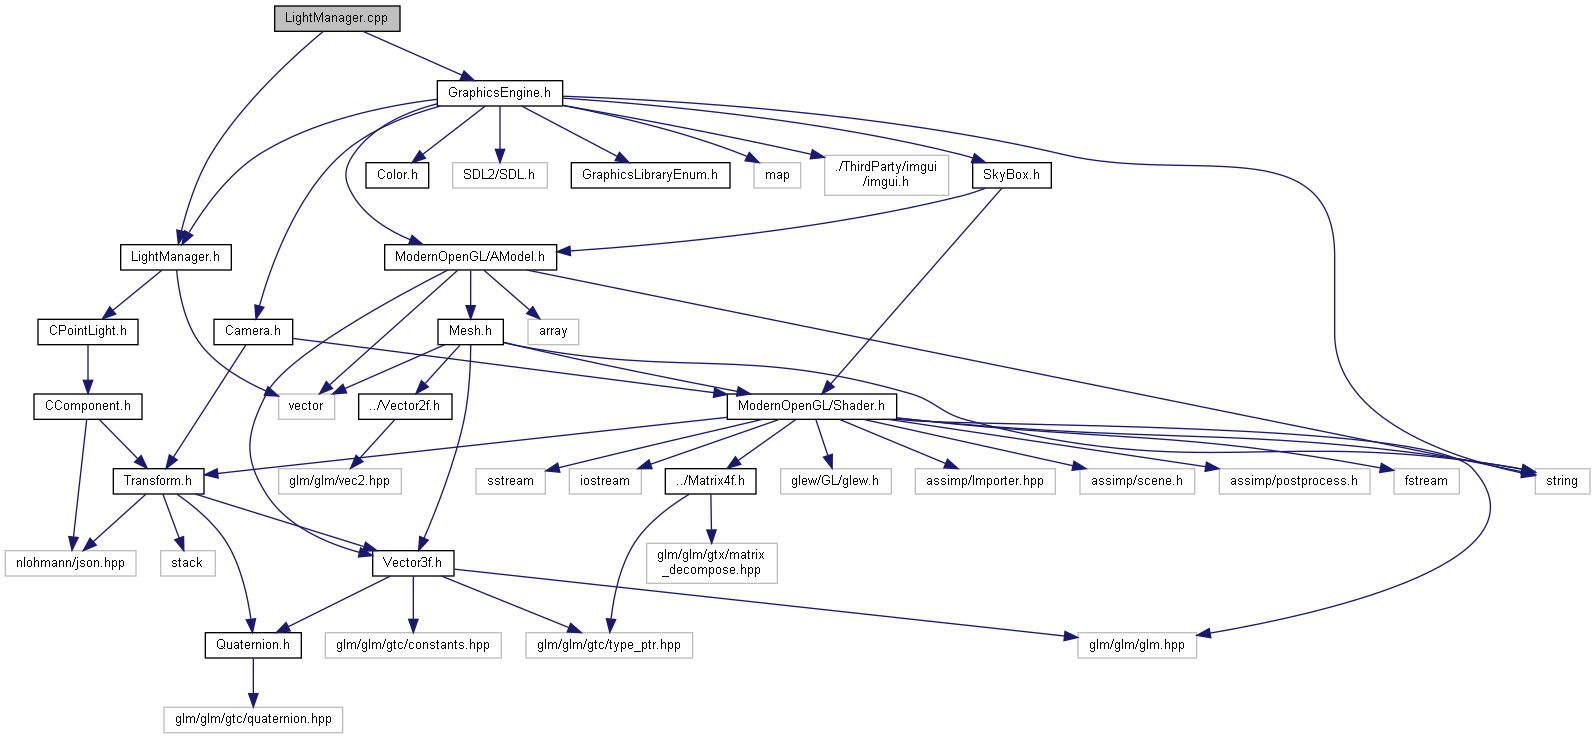 LightManager.cpp
GraphicsEngine.h
Color.h
SDL2/SDL.h
GraphicsLibraryEnum.h
map
./ThirdParty/imgui
/imgui.h
SkyBox.h
LightManager.h
ModernOpenGL/AModel.h
CPointLight.h
Camera.h
Mesh.h
array
CComponent.h
vector
../Vector2f.h
ModernOpenGL/Shader.h
Transform.h
glm/glm/vec2.hpp
sstream
iostream
../Matrix4f.h
glew/GL/glew.h
assimp/Importer.hpp
assimp/scene.h
assimp/postprocess.h
fstream
string
nlohmann/json.hpp
stack
Vector3f.h
glm/glm/gtx/matrix
_decompose.hpp
Quaternion.h
glm/glm/gtc/constants.hpp
glm/glm/gtc/type_ptr.hpp
glm/glm/glm.hpp
glm/glm/gtc/quaternion.hpp